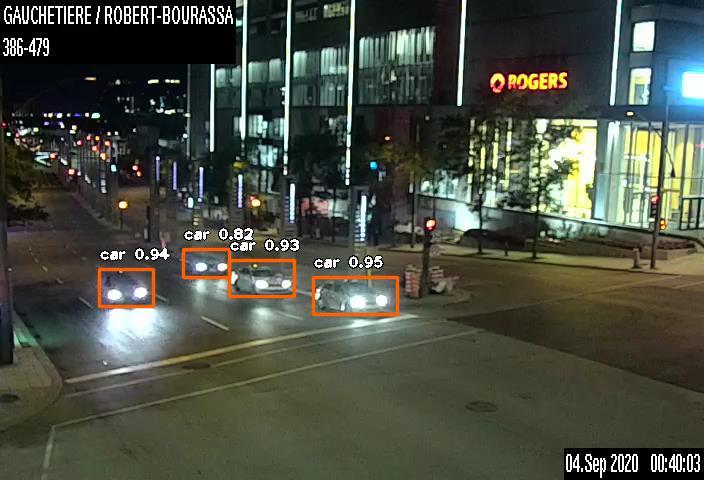 GAUCHETIERE / ROBERT-BOURASSA
386-479
ROGERS
car 0.82
car 0.94
car 0.93
car 0.95
04.Sep 2020 00:40:03